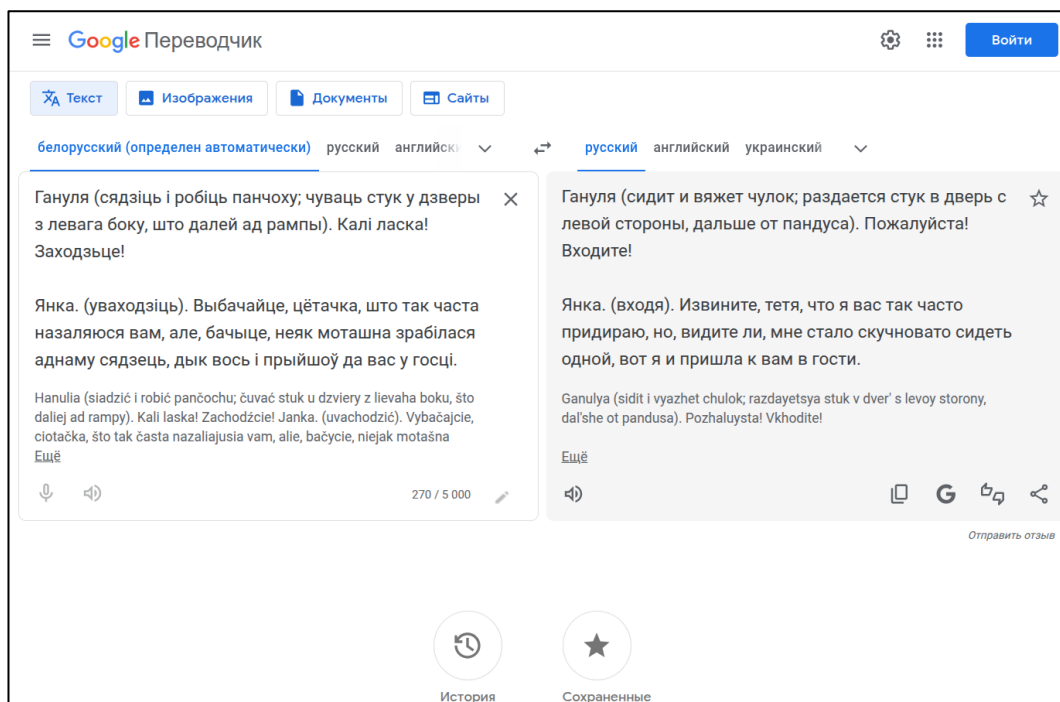 Google Переводчик
Войти
Текст
Изображения
Документы
Сайты
белорусский (определен автоматически) русский английски
русский английский украинский
Гануля (сядзіць і робіць панчоху; чуваць стук у дзверы
з левага боку, што далей ад рампы). Калі ласка!
Заходзьце!
Янка. (уваходзіць). Выбачайце, цётачка, што так часта
назаляюся вам, але, бачыце, неяк моташна зрабілася
аднаму сядзець, дык вось і прыйшоў да вас у госці.
Hanulia (siadzić i robić pančochu; čuvać stuk u dzviery z lievaha boku, što
daliej ad rampy). Kali laska! Zachodźcie! Janka. (uvachodzić). Vybačajcie,
ciotačka, što tak časta nazaliajusia vam, alie, bačycie, niejak motašna
Ещё
270 / 5 000
Гануля (сидит и вяжет чулок; раздается стук в дверь с
левой стороны, дальше от пандуса). Пожалуйста!
Входите!
Янка. (входя). Извините, тетя, что я вас так часто
придираю, но, видите ли, мне стало скучновато сидеть
одной, вот я и пришла к вам в гости.
Ganulya (sidit i vyazhet chulok; razdayetsya stuk v dver' s levoy storony,
dal'she ot pandusa). Pozhaluysta! Vkhodite!
Ещё
Отправить отзыв
История
Сохраненные